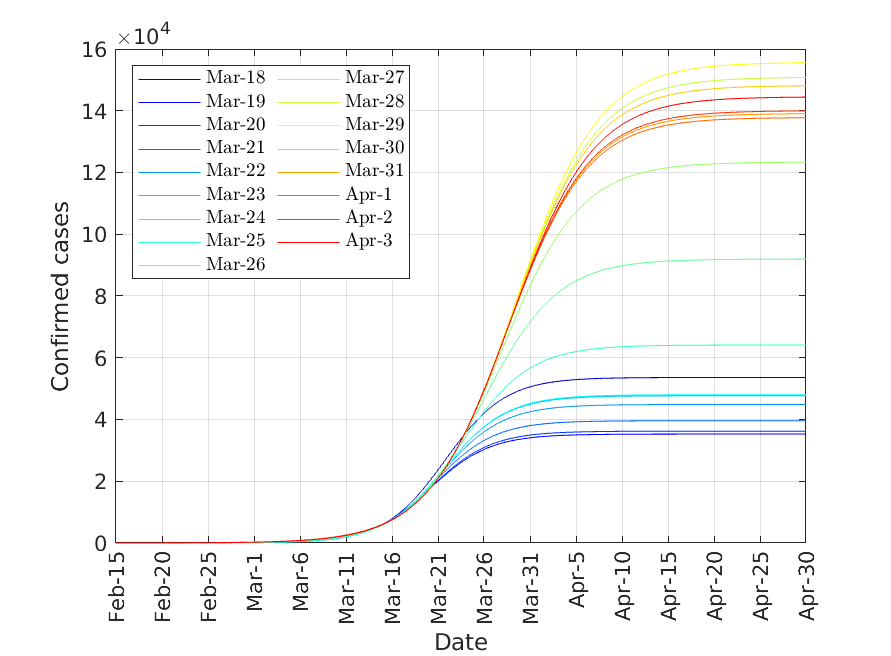 ×10⁴
16
14
12
10
8
6
4
2
0
Confirmed cases
Mar-18 Mar-27
Mar-19 Mar-28
Mar-20 Mar-29
Mar-21 Mar-30
Mar-22 Mar-31
Mar-23 Apr-1
Mar-24 Apr-2
Mar-25 Apr-3
Mar-26
Feb-15 Feb-20 Feb-25 Mar-1 Mar-6 Mar-11 Mar-16 Mar-21 Mar-26 Mar-31 Apr-5 Apr-10 Apr-15 Apr-20 Apr-25 Apr-30
Date